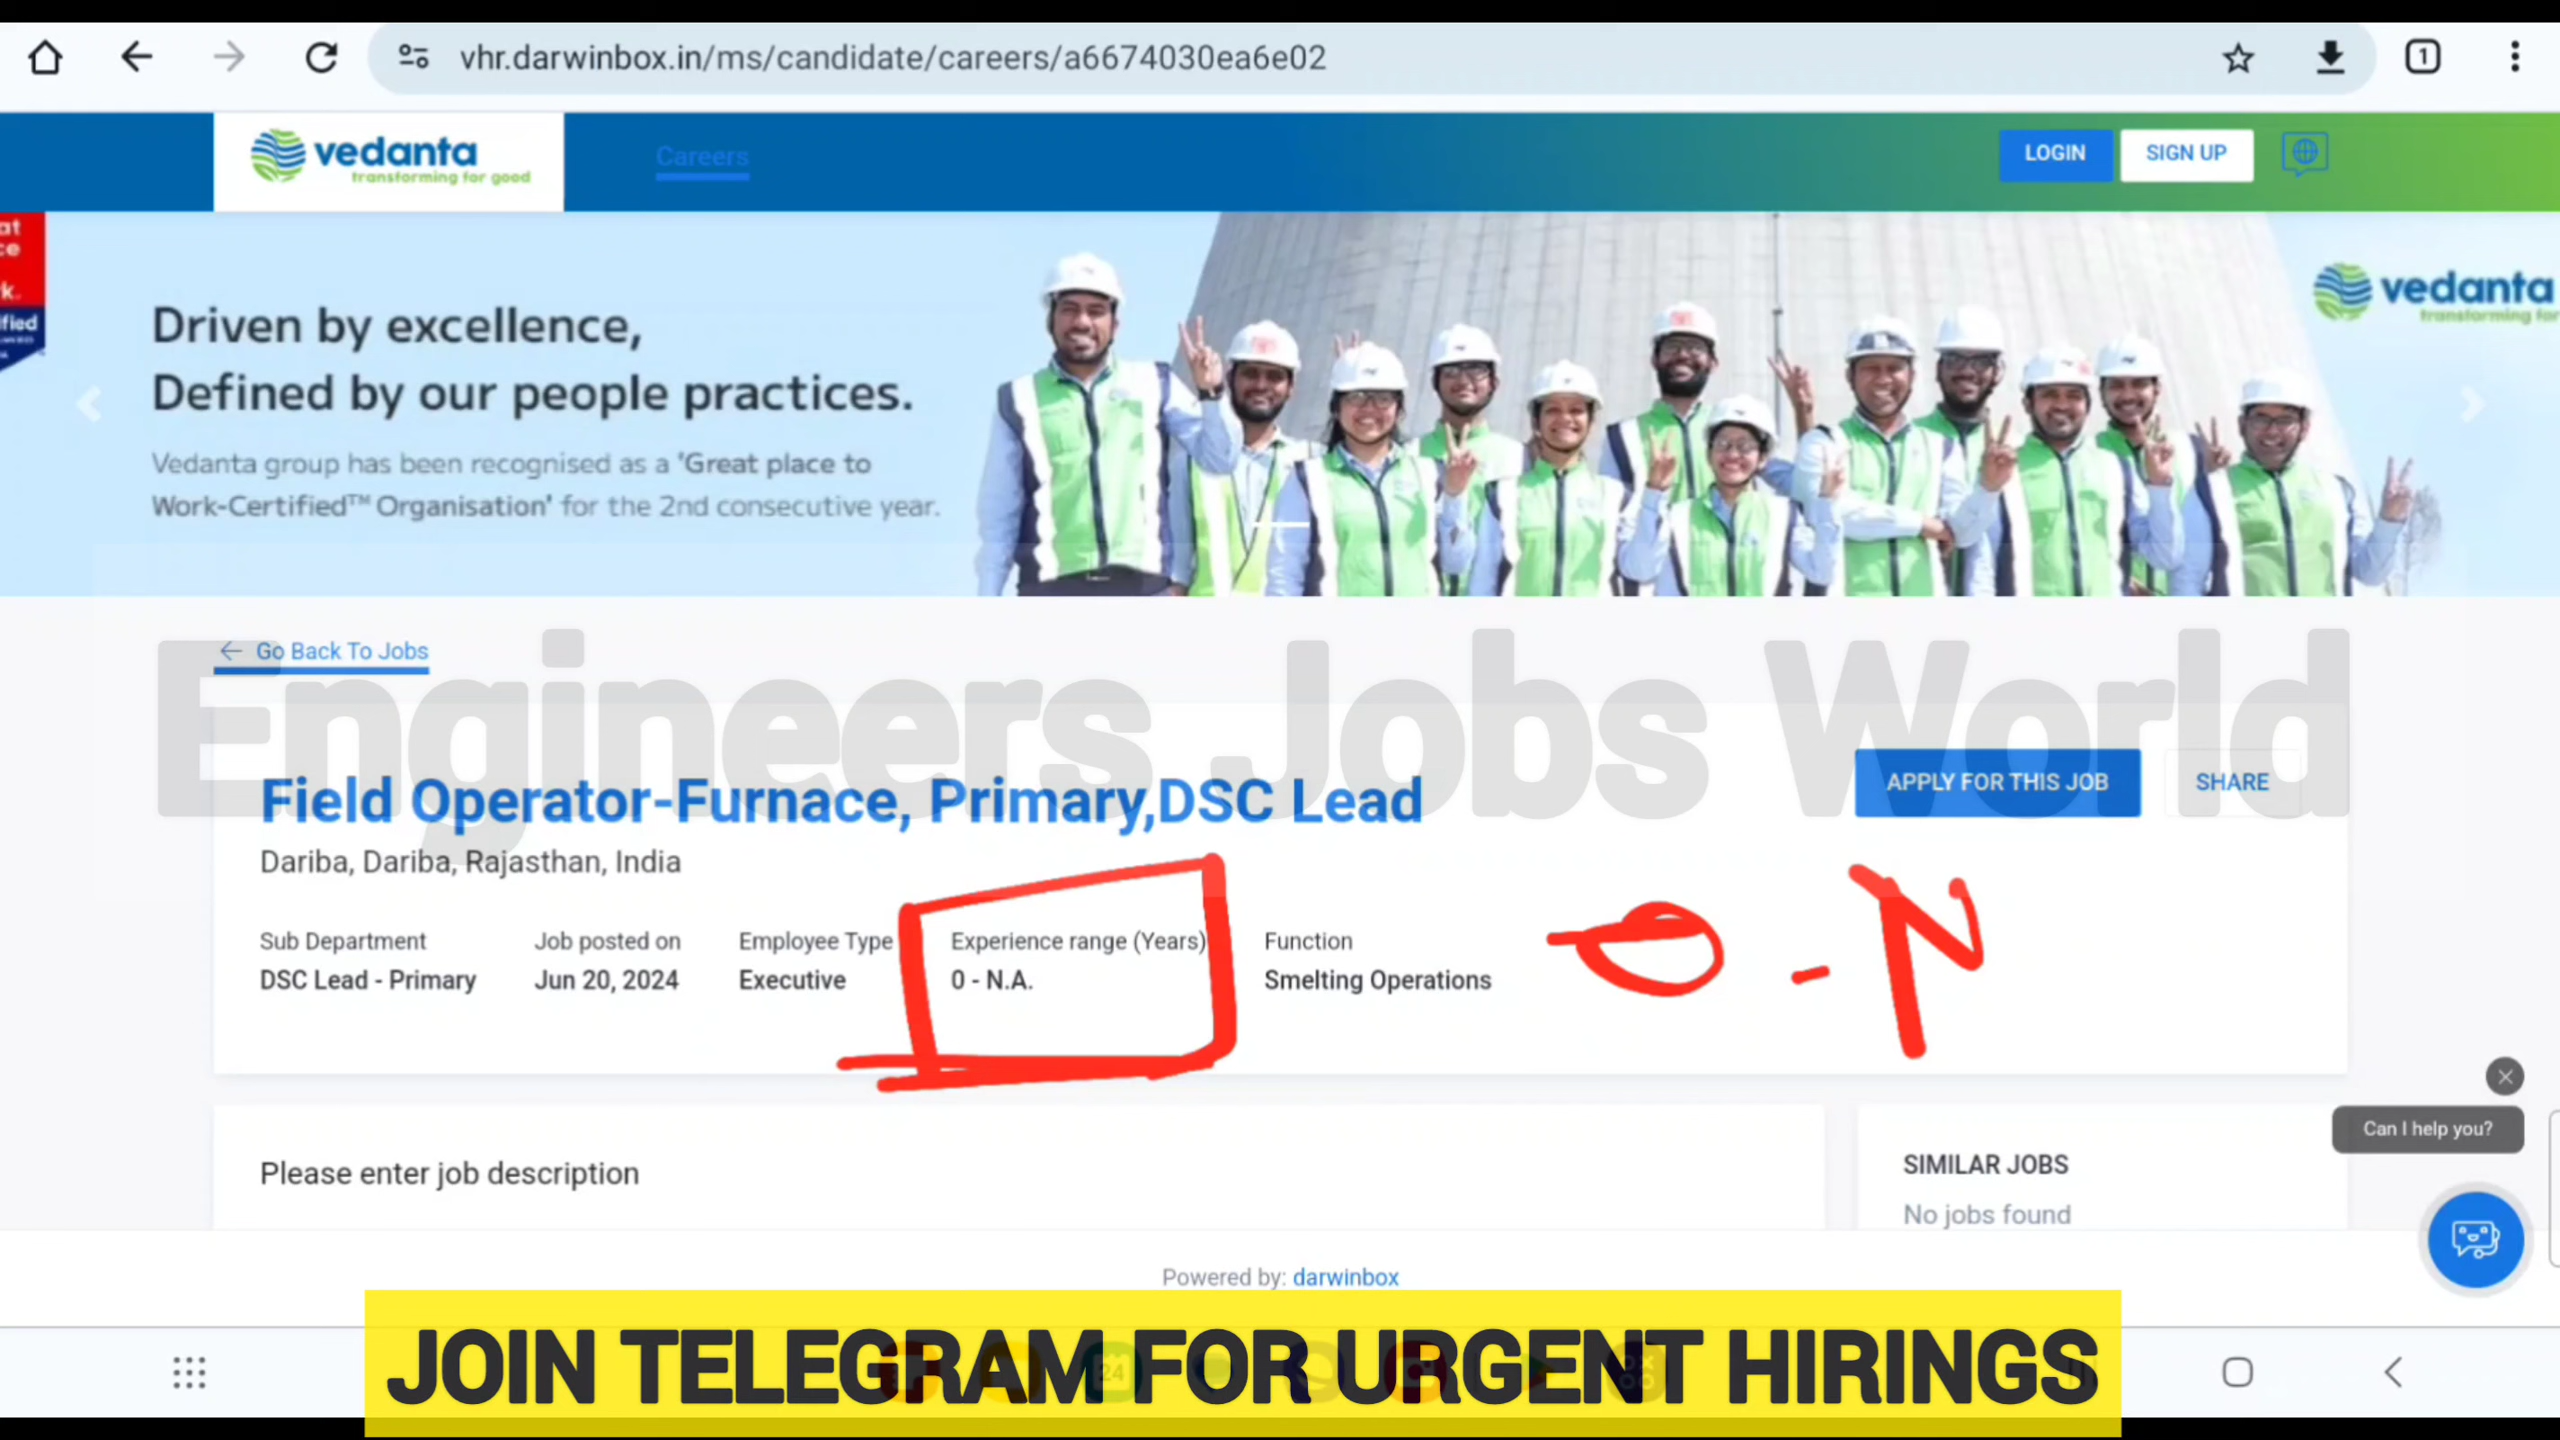 vhr.darwinbox.in/ms/candidate/careers/a6674030ea6e02
1
vedanta
transforming for good
Careers
LOGIN
SIGN UP
Driven by excellence,
Defined by our people practices.
Vedanta group has been recognised as a 'Great place to
Work-Certified™ Organisation' for the 2nd consecutive year.
vedanta
transforming for
← Go Back To Jobs
Engineers Jobs World
Field Operator-Furnace, Primary,DSC Lead
APPLY FOR THIS JOB
SHARE
Dariba, Dariba, Rajasthan, India
Sub Department
DSC Lead - Primary
Job posted on
Jun 20, 2024
Employee Type
Executive
Experience range (Years)
0 - N.A.
Function
Smelting Operations
0 - N
Please enter job description
SIMILAR JOBS
No jobs found
Can I help you?
Powered by: darwinbox
JOIN TELEGRAM FOR URGENT HIRINGS
24